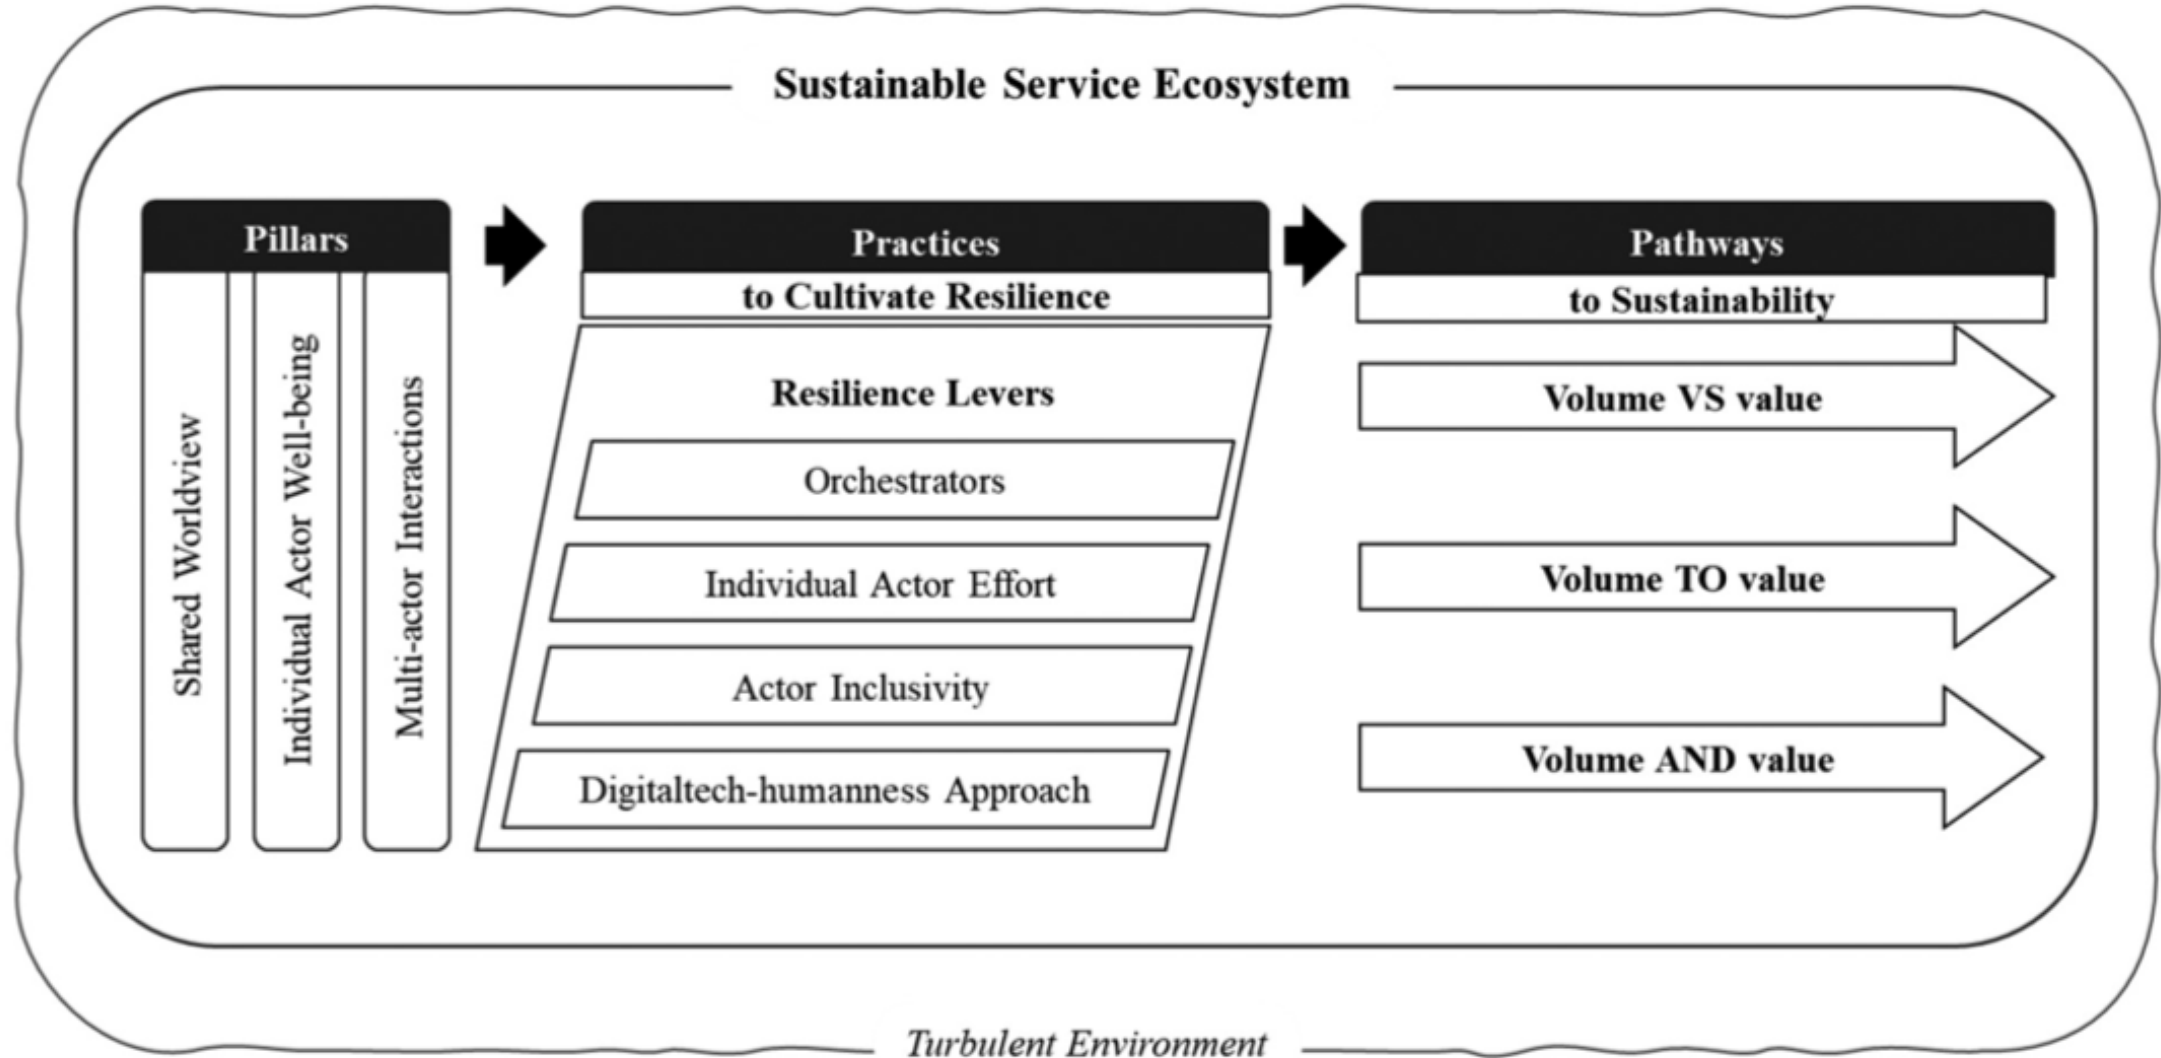 Sustainable Service Ecosystem
Pillars
Shared Worldview
Individual Actor Well-being
Multi-actor Interactions
Practices
to Cultivate Resilience
Resilience Levers
Orchestrators
Individual Actor Effort
Actor Inclusivity
Digitaltech-humanness Approach
Pathways
to Sustainability
Volume VS value
Volume TO value
Volume AND value
Turbulent Environment